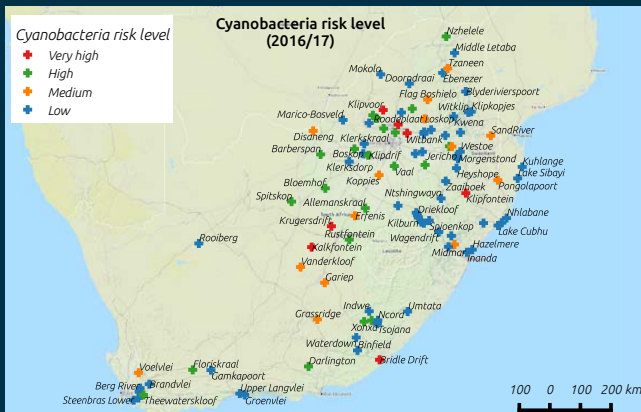 Cyanobacteria risk level
(2016/17)
Cyanobacteria risk level
Very high
High
Medium
Low
Nzhelele
Middle Letaba
Tzaneen
Mokolo
Doorndraai
Ebenezer
Flag Boshielo
Blyderivierspoort
Klipvoor
Witklip
Klipkopjes
Marico-Bosveld
Roodeplaat
Loskop
Kwena
Disaneng
Klerkskraal
Witbank
SandRiver
Barberspan
Boskop
Klipdrif
Westoe
Jericho
Morgenstond
Klerksdorp
Vaal
Heyshope
Kuhlange
Lake Sibayi
Bloemhof
Koppies
Zaaihoek
Pongolapoort
Spitskop
Allemanskraal
Ntshingwayo
Klipfontein
South Africa
Erfenis
Driekloof
Nhlabane
Krugersdrift
Kilburn
Spioenkop
Lake Cubhu
Rooiberg
Rustfontein
Wagendrift
Hazelmere
Kalkfontein
Lesotho
Midmar
Inanda
Vanderkloof
Gariep
Indwe
Umtata
Grassridge
Ncord
Xonxa
Tsojana
Waterdown
Binfield
Voelvlei
Floriskraal
Darlington
Bridle Drift
Berg River
Brandvlei
Gamkapoort
Upper Langvlei
Steenbras Lower
Theewaterskloof
Groenvlei
100 0 100 200 km